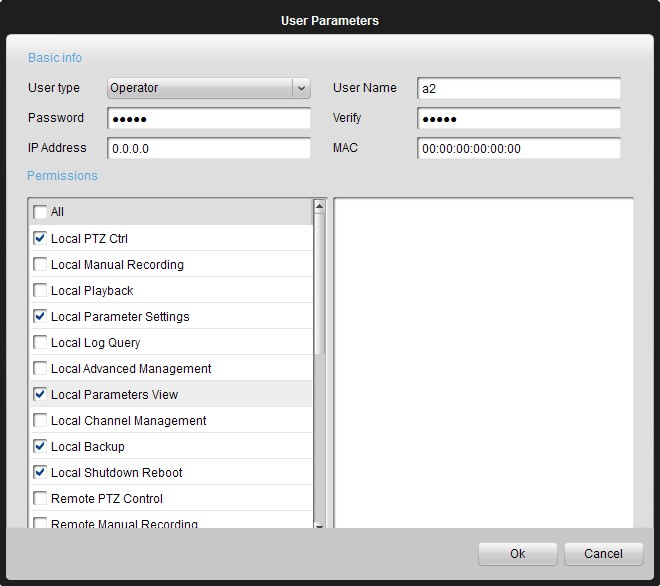 User Parameters
Basic info
User type Operator User Name a2
Password ●●●●● Verify ●●●●●
IP Address 0.0.0.0 MAC 00:00:00:00:00:00
Permissions
All
Local PTZ Ctrl
Local Manual Recording
Local Playback
Local Parameter Settings
Local Log Query
Local Advanced Management
Local Parameters View
Local Channel Management
Local Backup
Local Shutdown Reboot
Remote PTZ Control
Remote Manual Recording
Ok Cancel